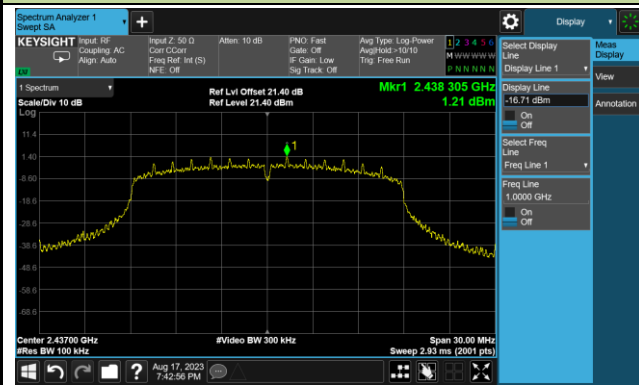 Spectrum Analyzer 1
Swept SA
Display
KEYSIGHT
Input: RF
Coupling: AC
Align: Auto
Input Z: 50 Ω
Corr CCorr
Freq Ref: Int (S)
NFE: Off
Atten: 10 dB
PNO: Fast
Gate: Off
IF Gain: Low
Sig Track: Off
Avg Type: Log-Power
Avg|Hold:>10/10
Trig: Free Run
1 2 3 4 5 6
M W W W W W
P N N N N N
1 Spectrum
Scale/Div 10 dB
Log
Ref Lvl Offset 21.40 dB
Ref Level 21.40 dBm
Mkr1 2.438 305 GHz
1.21 dBm
1
11.4
1.40
-8.60
-18.6
-28.6
-38.6
-48.6
-58.6
-68.6
Center 2.43700 GHz
#Res BW 100 kHz
#Video BW 300 kHz
Span 30.00 MHz
Sweep 2.93 ms (2001 pts)
Select Display
Line
Display Line 1
Display Line
-16.71 dBm
On
Off
Select Freq
Line
Freq Line 1
Freq Line
1.0000 GHz
On
Off
Meas
Display
View
Annotation
Aug 17, 2023
7:42:56 PM